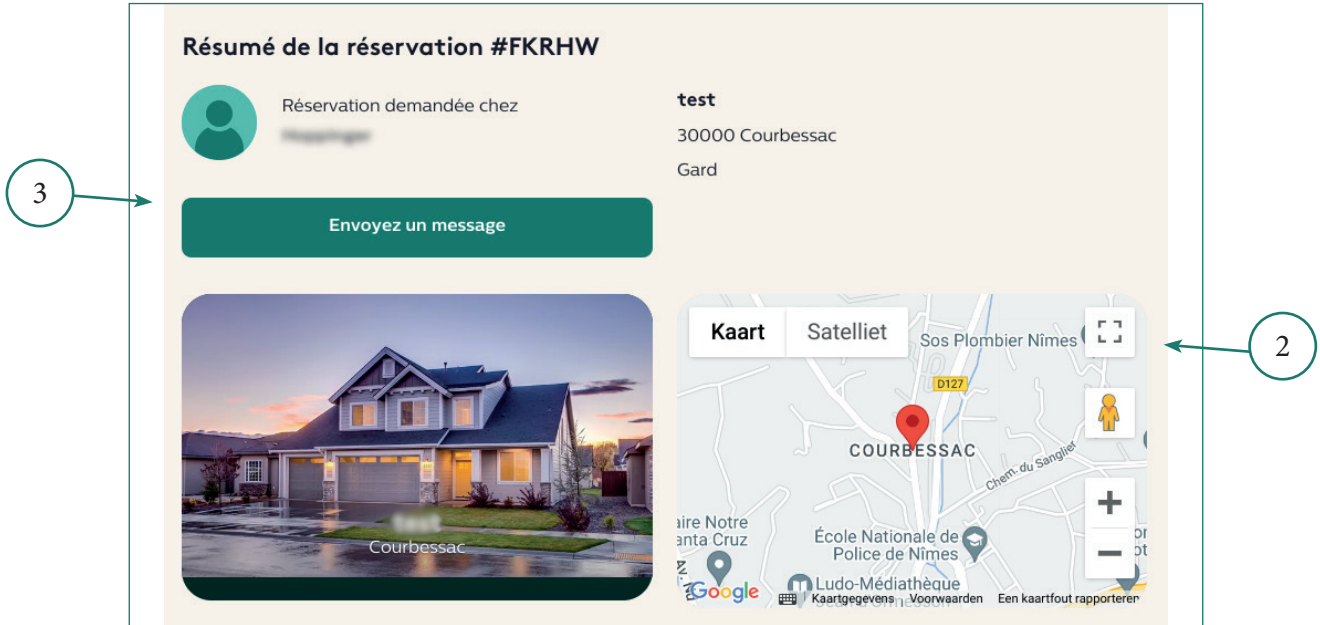 Résumé de la réservation #FKRHW
Réservation demandée chez
test
30000 Courbessac
Gard
3
Envoyez un message
Kaart
Satelliet
Sos Plombier Nîmes
D127
2
COURBESSAC
Chem. du Sanglier
aire Notre
anta Cruz
École Nationale de
Police de Nîmes
test
Courbessac
Av.
Ludo-Médiathèque
Google
Kaartgegevens
Voorwaarden
Een kaartfout rapporteren